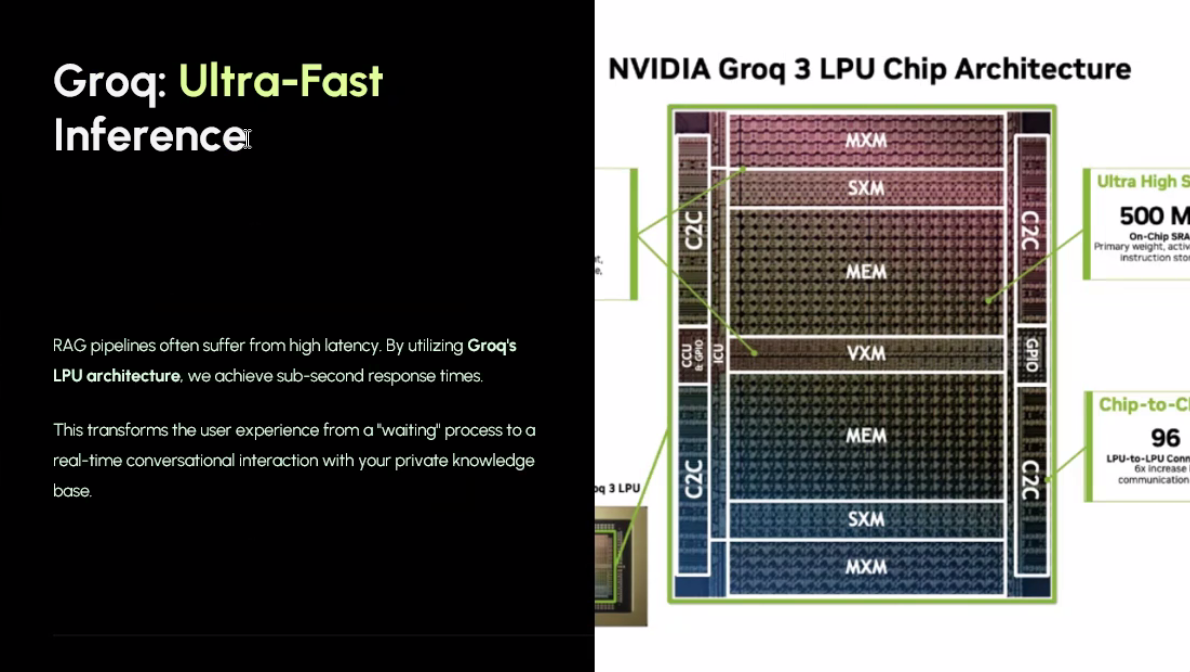 Groq: Ultra-Fast
Inference
RAG pipelines often suffer from high latency. By utilizing Groq's
LPU architecture, we achieve sub-second response times.
This transforms the user experience from a "waiting" process to a
real-time conversational interaction with your private knowledge
base.
NVIDIA Groq 3 LPU Chip Architecture
MXM
SXM
C2C
C2C
MEM
VXM
CCU
& GPIO
ICU
GPIO
MEM
C2C
C2C
SXM
MXM
Ultra High S
500 M
On-Chip SRA
Primary weight, activ
instruction sto
Chip-to-C
96
LPU-to-LPU Conn
6x increase
communication
oq 3 LPU